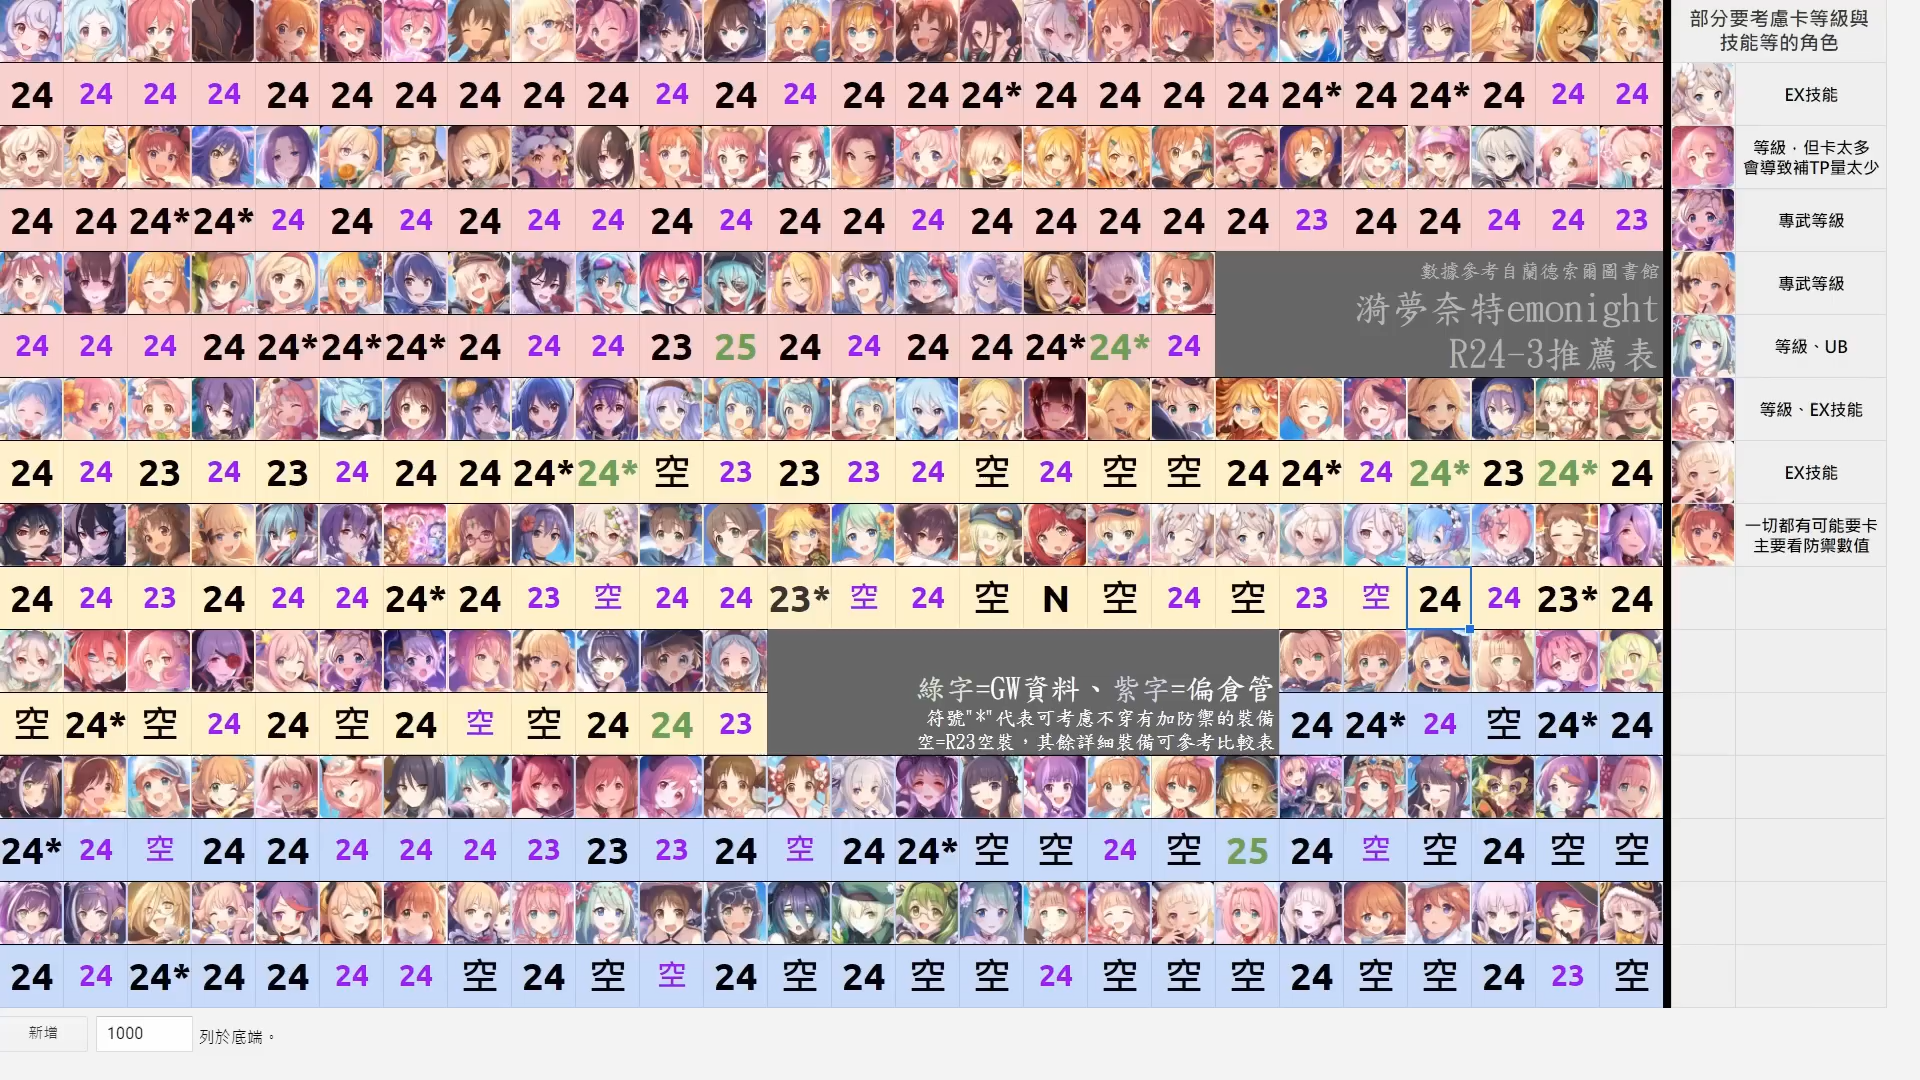 部分要考慮卡等級與
技能等的角色
24 24 24 24 24 24 24 24 24 24 24 24 24 24 24 24* 24 24 24 24 24* 24 24* 24 24 24
EX技能
等級．但卡太多
會導致補TP量太少
24 24 24* 24* 24 24 24 24 24 24 24 24 24 24 24 24 24 24 24 24 23 24 24 24 24 23
專武等級
數據參考自蘭德索爾圖書館
漪夢奈特emonight
專武等級
24 24 24 24 24* 24* 24* 24 24 24 23 25 24 24 24 24 24* 24* 24
R24-3推薦表
等級、UB
等級、EX技能
24 24 23 24 23 24 24 24 24* 24* 空 23 23 23 24 空 24 空 空 24 24* 24 24* 23 24* 24
EX技能
一切都有可能要卡
主要看防禦數值
24 24 23 24 24 24 24* 24 23 空 24 24 23* 空 24 空 N 空 24 空 23 空 24 24 23* 24
綠字=GW資料、紫字=偏倉管
符號"*"代表可考慮不穿有加防禦的裝備
空=R23空裝，其餘詳細裝備可參考比較表
空 24* 空 24 24 空 24 空 空 24 24 23 24 24* 24 空 24* 24
24* 24 空 24 24 24 24 24 23 23 23 24 空 24 24* 空 空 24 空 25 24 空 空 24 空 空
24 24 24* 24 24 24 24 空 24 空 空 24 空 24 空 空 24 空 空 空 24 空 空 24 23 空
新增 1000 列於底端。